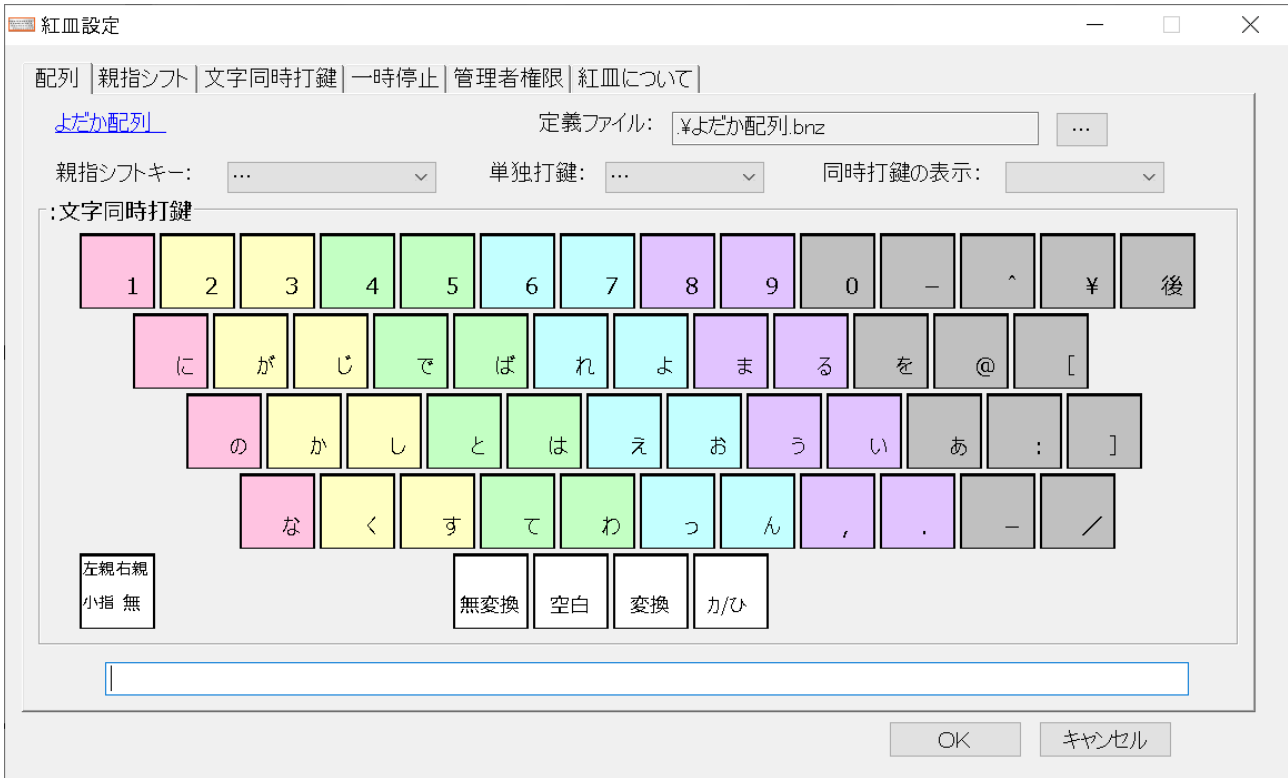 紅皿設定
配列 親指シフト 文字同時打鍵 一時停止 管理者権限 紅皿について
よだか配列 定義ファイル: .¥よだか配列.bnz …
親指シフトキー: … 単独打鍵: … 同時打鍵の表示:
:文字同時打鍵
1 2 3 4 5 6 7 8 9 0 − ^ ¥ 後
に が じ で ば れ よ ま る を @ [
の か し と は え お う い あ : ]
な く す て わ っ ん , . − ／
左親右親
小指 無 無変換 空白 変換 カ/ひ
OK キャンセル